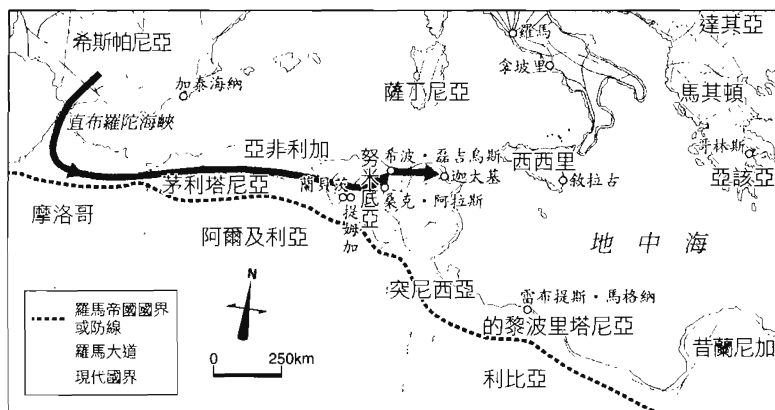 希斯帕尼亞
羅馬
達其亞
拿坡里
加泰海納
薩丁尼亞
馬其頓
直布羅陀海峽
亞非利加
努米底亞
希波・磊吉烏斯
西西里
哥林斯
迦太基
茅利塔尼亞
蘭貝茨
敘拉古
亞該亞
桑克・阿拉斯
摩洛哥
提姆加
阿爾及利亞
地中海
突尼西亞
雷布提斯・馬格納
的黎波里塔尼亞
昔蘭尼加
利比亞
N
0 250km
羅馬帝國國界
或防線
羅馬大道
現代國界